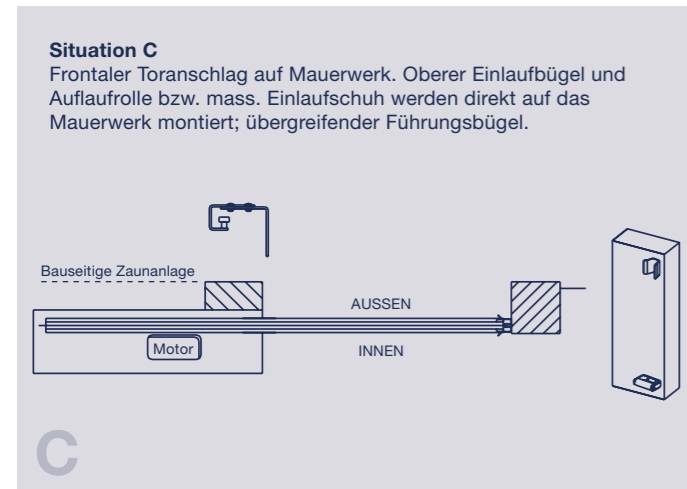 Situation C
Frontaler Toranschlag auf Mauerwerk. Oberer Einlaufbügel und
Auflaufrolle bzw. mass. Einlaufschuh werden direkt auf das
Mauerwerk montiert; übergreifender Führungsbügel.
Bauseitige Zaunanlage
AUSSEN
Motor
INNEN
C